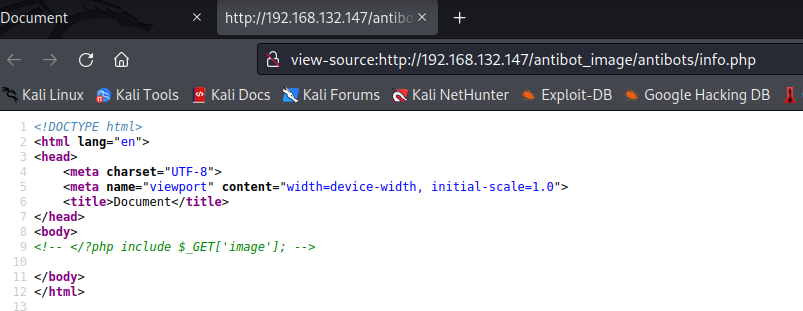 Document ×
http://192.168.132.147/antibo ×
view-source:http://192.168.132.147/antibot_image/antibots/info.php
Kali Linux Kali Tools Kali Docs Kali Forums Kali NetHunter Exploit-DB Google Hacking DB
1 <!DOCTYPE html>
2 <html lang="en">
3 <head>
4 <meta charset="UTF-8">
5 <meta name="viewport" content="width=device-width, initial-scale=1.0">
6 <title>Document</title>
7 </head>
8 <body>
9 <!-- </?php include $_GET['image']; -->
10
11 </body>
12 </html>
13